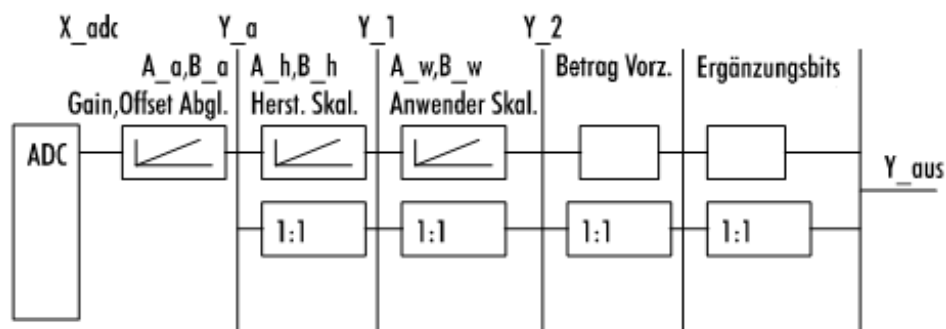 X_adc Y_a Y_1 Y_2
A_a,B_a A_h,B_h A_w,B_w Betrag Vorz. Ergänzungsbits
Gain,Offset Abgl. Herst. Skal. Anwender Skal.
ADC
Y_aus
1:1 1:1 1:1 1:1